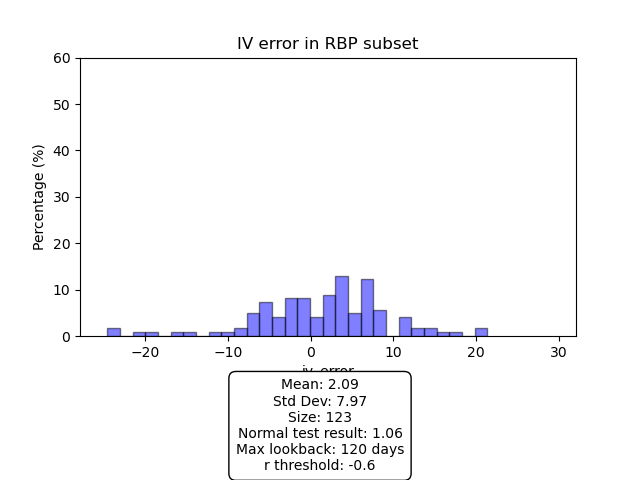 IV error in RBP subset
60
50
40
30
20
10
0
Percentage (%)
−20 −10 0 10 20 30
iv_error
Mean: 2.09
Std Dev: 7.97
Size: 123
Normal test result: 1.06
Max lookback: 120 days
r threshold: -0.6